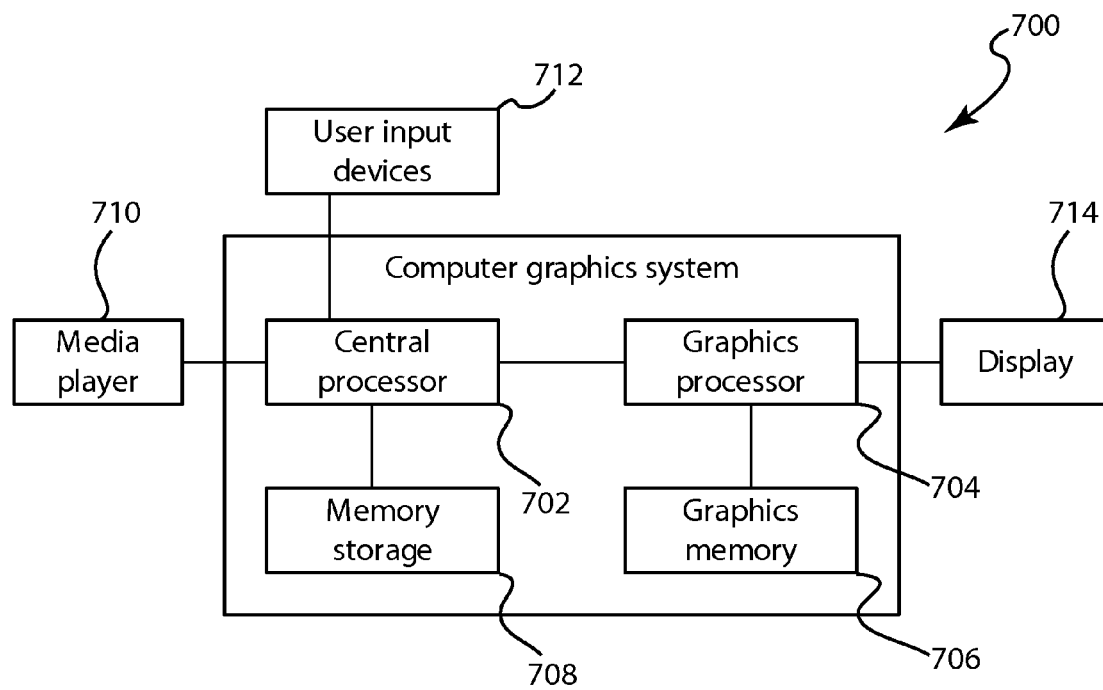 700
712
User input
devices
710
714
Computer graphics system
Media
player
Central
processor
Graphics
processor
Display
702
704
Memory
storage
Graphics
memory
708
706